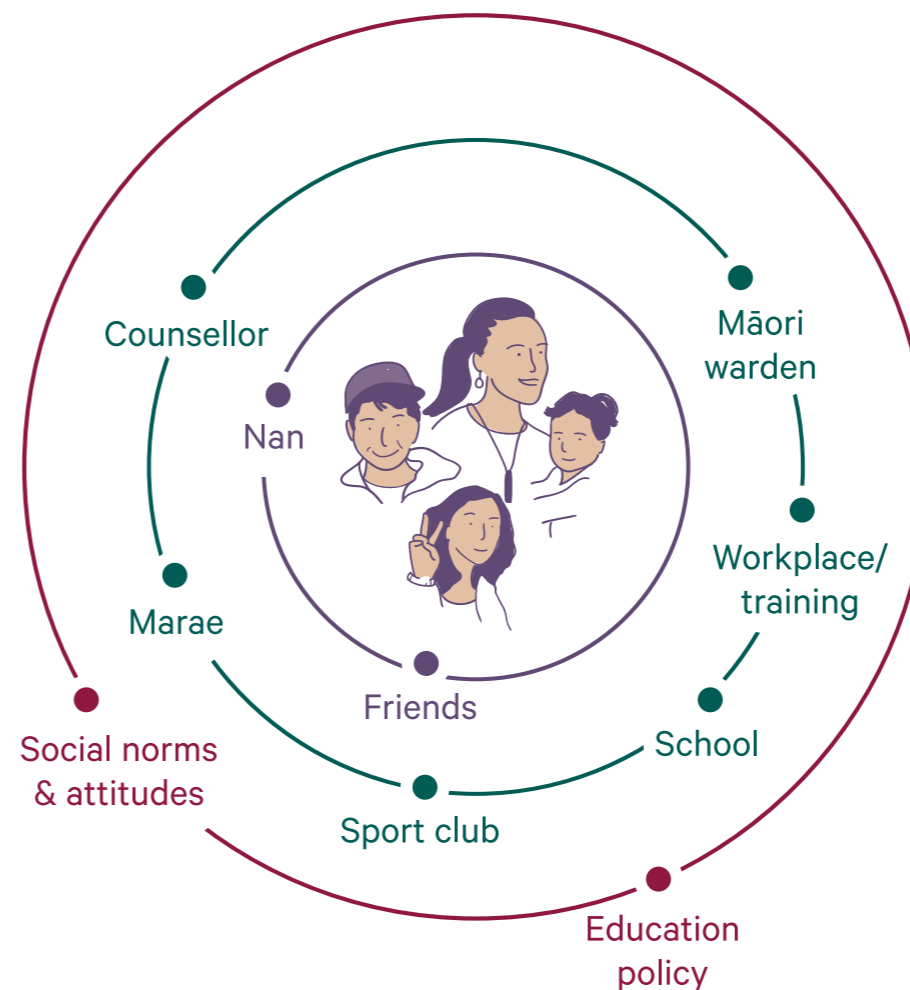 Counsellor
Māori
warden
Nan
Workplace/
training
Marae
Friends
School
Social norms
& attitudes
Sport club
Education
policy